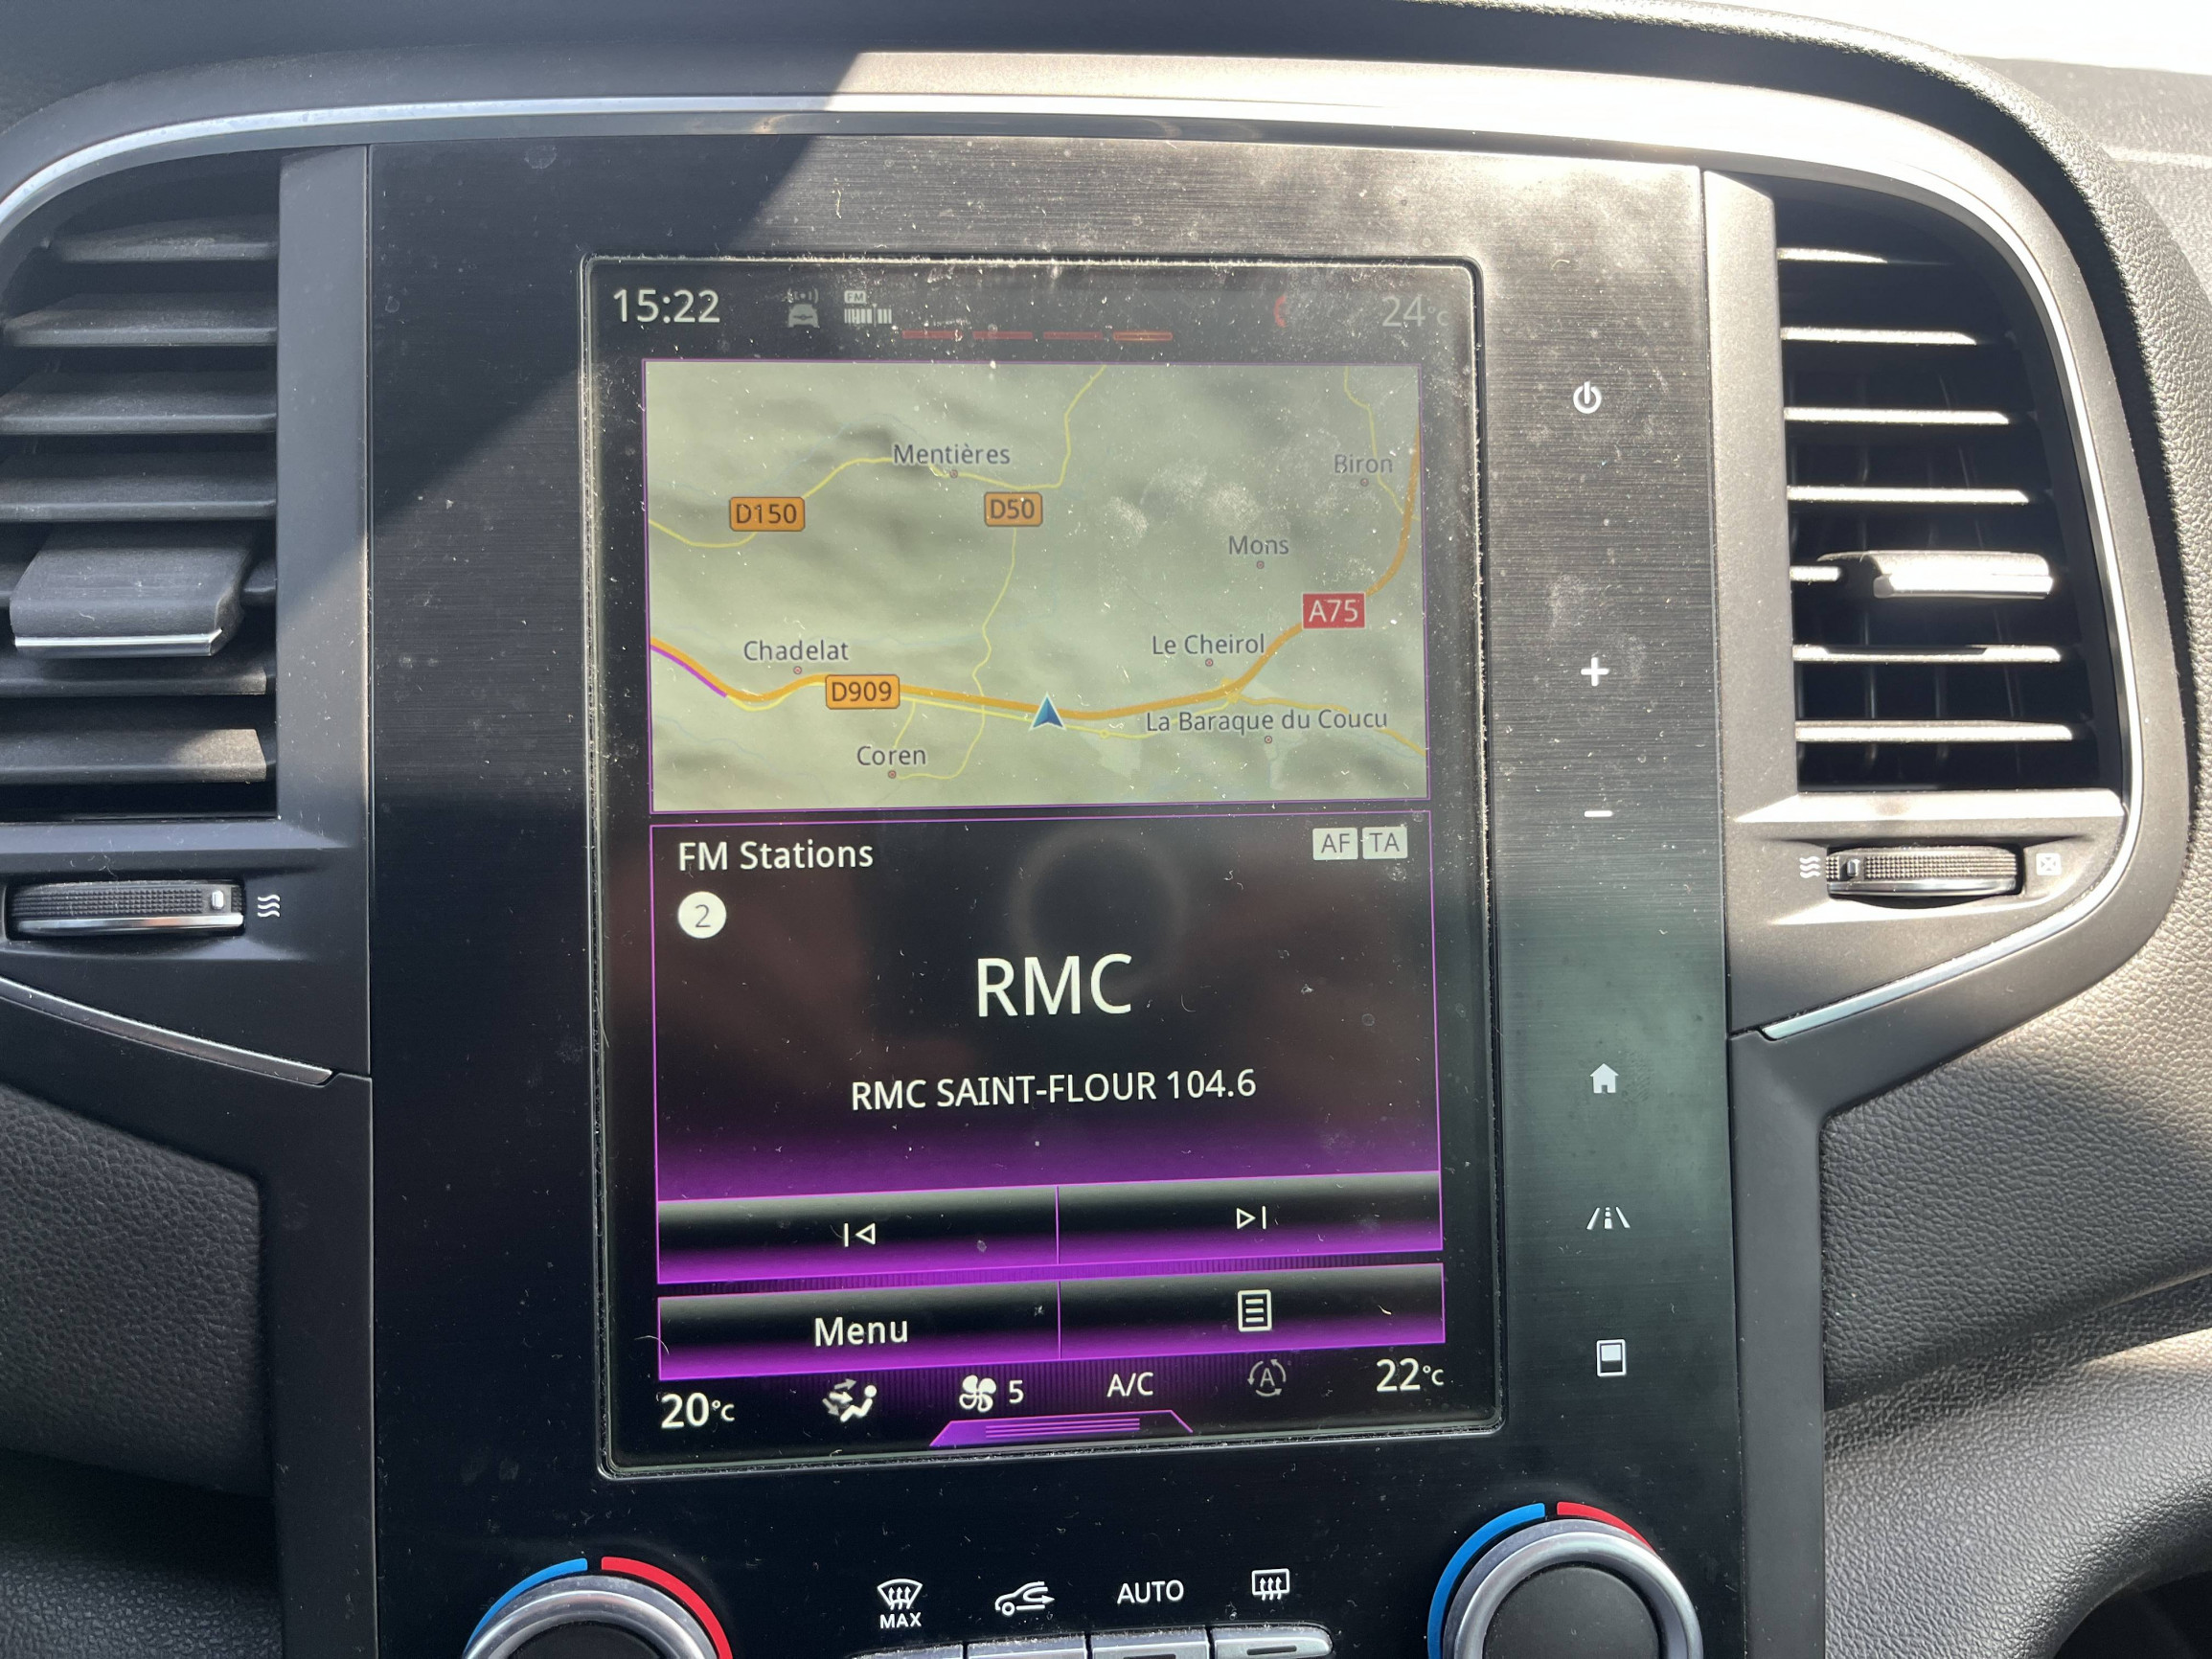 15:22
FM
24°C
Mentières
Biron
D150
D50
Mons
A75
Chadelat
Le Cheirol
D909
La Baraque du Coucu
Coren
FM Stations
AF TA
2
RMC
RMC SAINT-FLOUR 104.6
Menu
20°C
5
A/C
A
22°C
MAX
AUTO